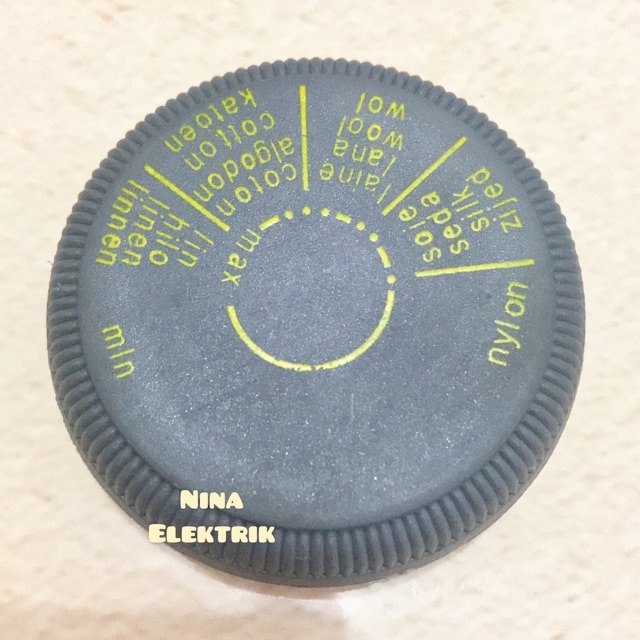 min
linnen
linen
hilo
lin
katoen
cotton
algodon
coton
wol
wool
lana
laine
zijed
silk
seda
soie
nylon
max
NINA
ELEKTRIK